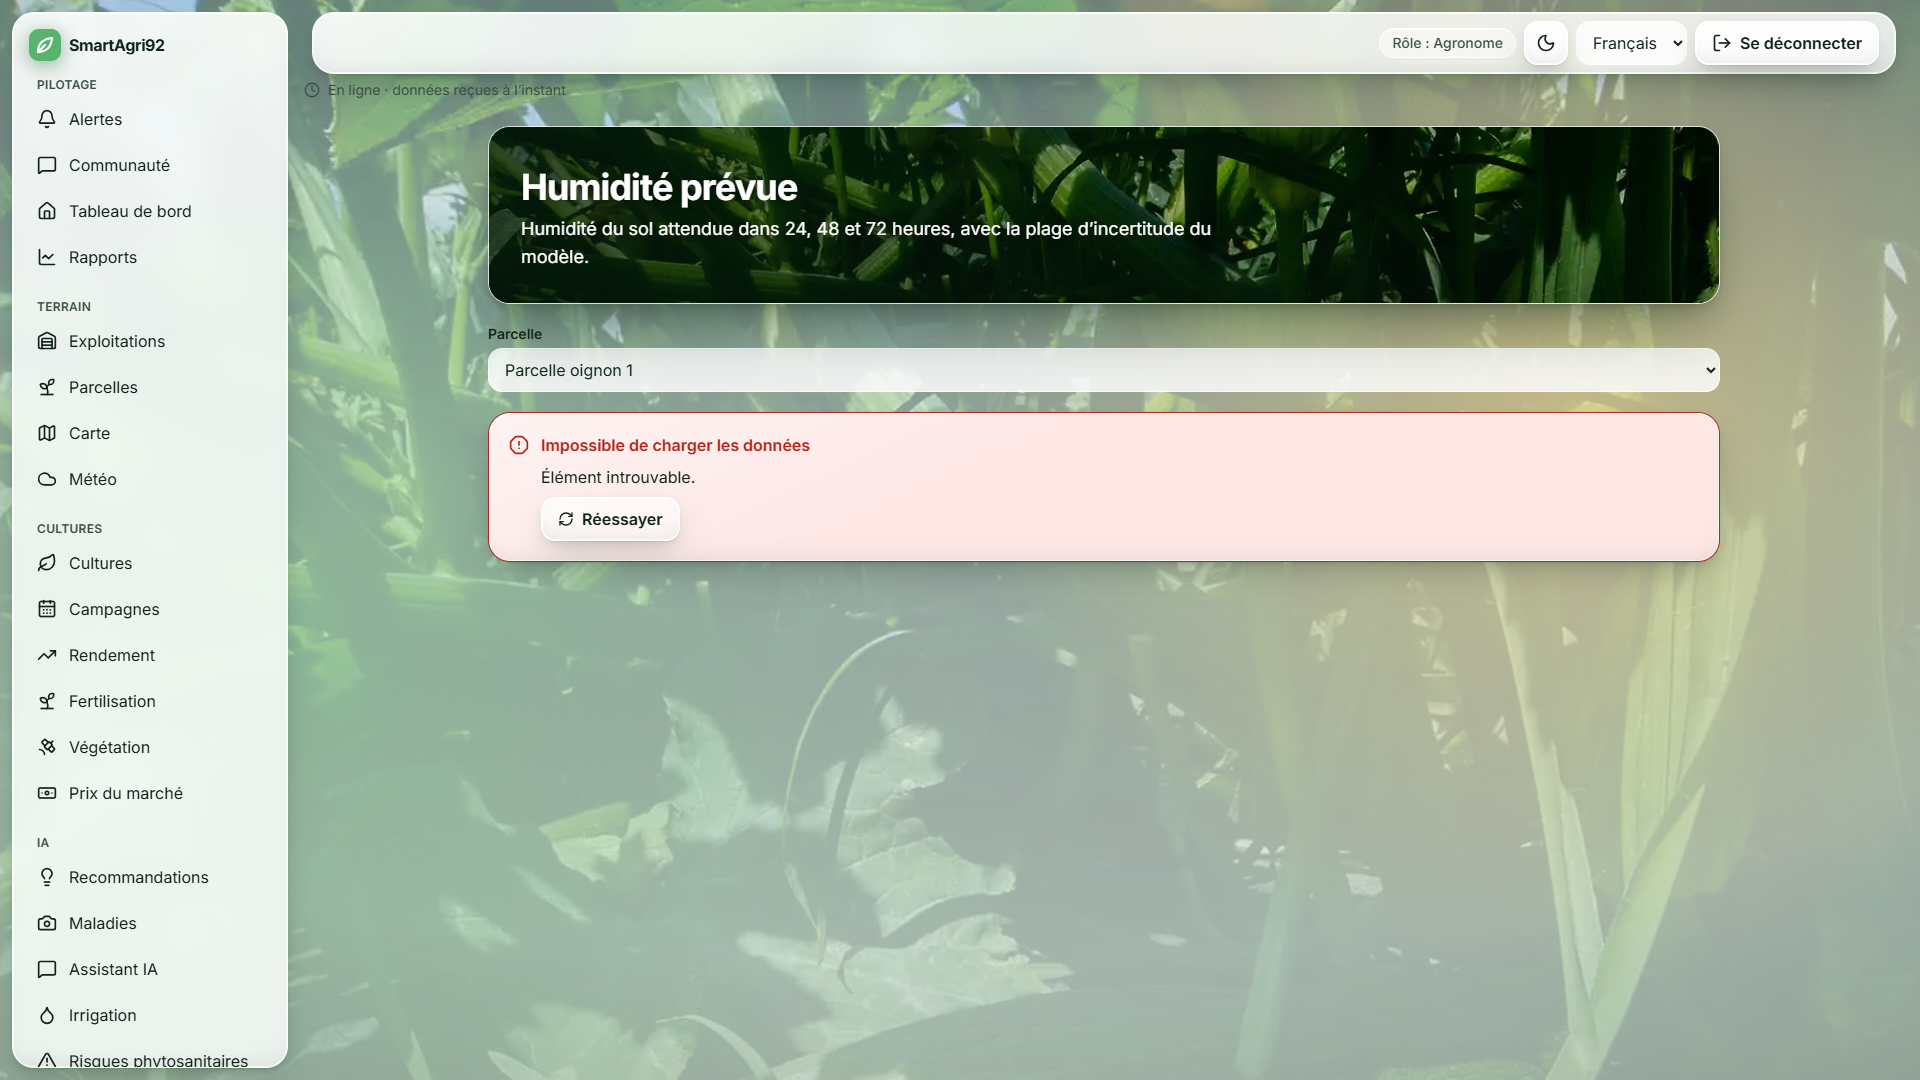 SmartAgri92
PILOTAGE
Alertes
Communauté
Tableau de bord
Rapports
TERRAIN
Exploitations
Parcelles
Carte
Météo
CULTURES
Cultures
Campagnes
Rendement
Fertilisation
Végétation
Prix du marché
IA
Recommandations
Maladies
Assistant IA
Irrigation
Risques phytosanitaires
Rôle : Agronome
Français
Se déconnecter
En ligne · données reçues à l’instant
Humidité prévue
Humidité du sol attendue dans 24, 48 et 72 heures, avec la plage d’incertitude du
modèle.
Parcelle
Parcelle oignon 1
Impossible de charger les données
Élément introuvable.
Réessayer